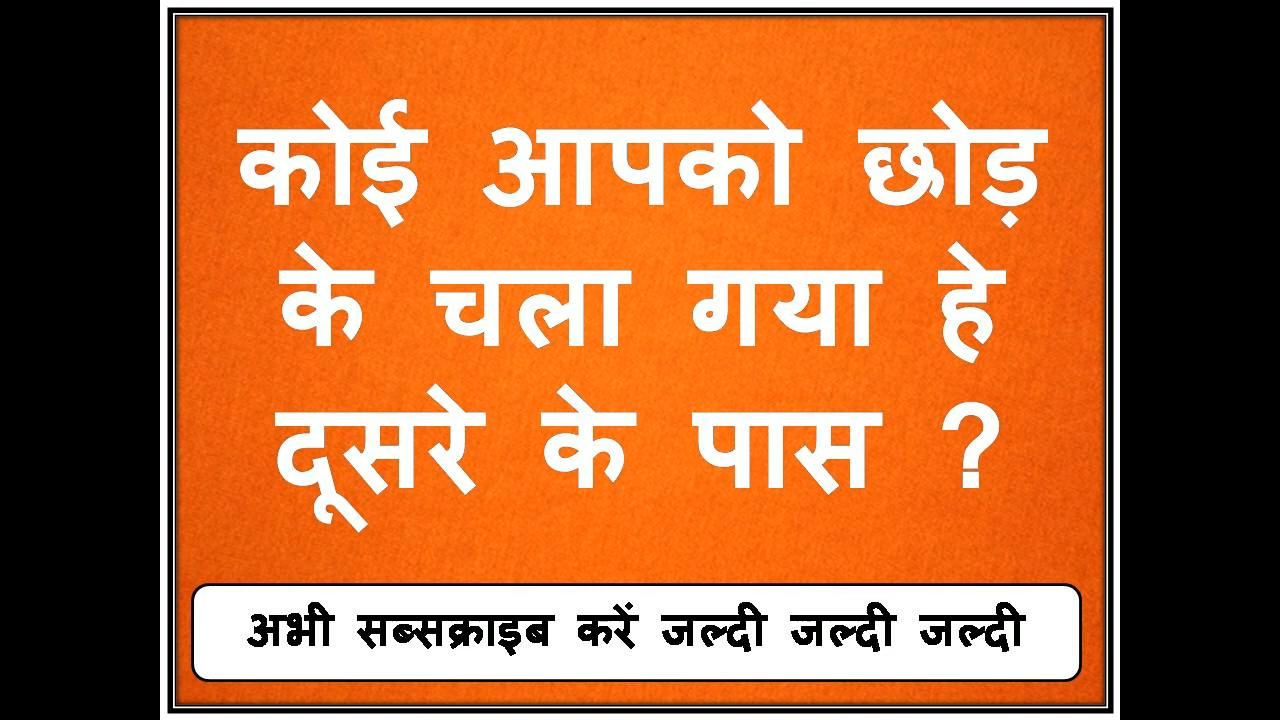 कोई आपको छोड़
के चला गया हे
दूसरे के पास ?
अभी सब्सक्राइब करें जल्दी जल्दी जल्दी